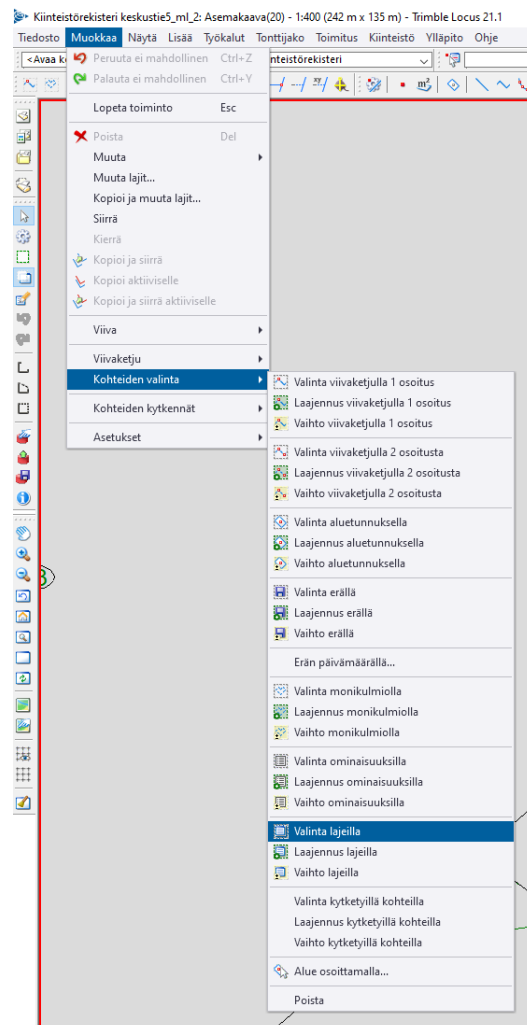 Kiinteistörekisteri keskustie5_ml_2: Asemakaava(20) - 1:400 (242 m x 135 m) - Trimble Locus 21.1
Tiedosto Muokkaa Näytä Lisää Työkalut Tonttijako Toimitus Kiinteistö Ylläpito Ohje
<Avaa
Peruuta ei mahdollinen Ctrl+Z
nteistörekisteri
Palauta ei mahdollinen Ctrl+Y
Lopeta toiminto Esc
Poista Del
Muuta
Muuta lajit...
Kopioi ja muuta lajit...
Siirrä
Kierrä
Kopioi ja siirrä
Kopioi aktiiviselle
Kopioi ja siirrä aktiiviselle
Viiva
Viivaketju
Kohteiden valinta
Kohteiden kytkennät
Asetukset
Valinta viivaketjulla 1 osoitus
Laajennus viivaketjulla 1 osoitus
Vaihto viivaketjulla 1 osoitus
Valinta viivaketjulla 2 osoitusta
Laajennus viivaketjulla 2 osoitusta
Vaihto viivaketjulla 2 osoitusta
Valinta aluetunnuksella
Laajennus aluetunnuksella
Vaihto aluetunnuksella
Valinta erällä
Laajennus erällä
Vaihto erällä
Erän päivämäärällä...
Valinta monikulmiolla
Laajennus monikulmiolla
Vaihto monikulmiolla
Valinta ominaisuuksilla
Laajennus ominaisuuksilla
Vaihto ominaisuuksilla
Valinta lajeilla
Laajennus lajeilla
Vaihto lajeilla
Valinta kytketyillä kohteilla
Laajennus kytketyillä kohteilla
Vaihto kytketyillä kohteilla
Alue osoittamalla...
Poista